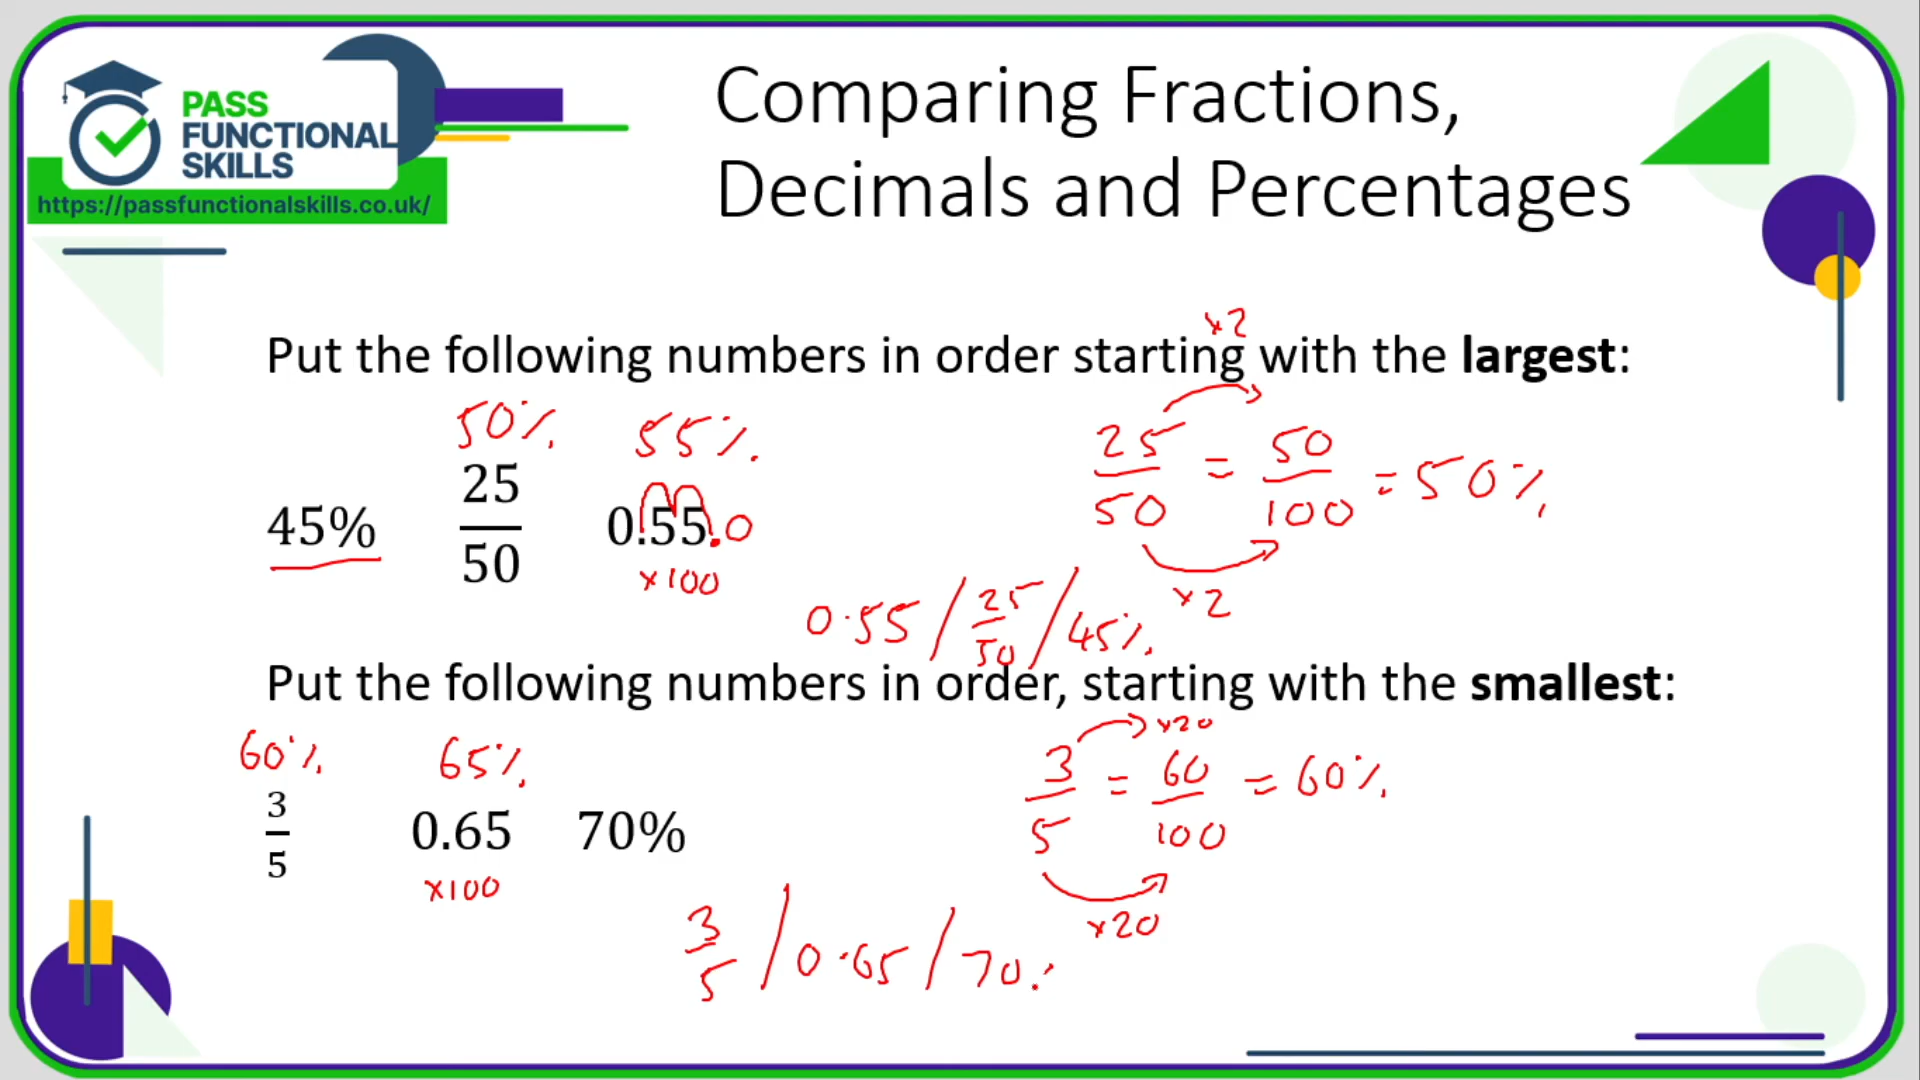 PASS
FUNCTIONAL
SKILLS
https://passfunctionalskills.co.uk/
Comparing Fractions,
Decimals and Percentages
×2
Put the following numbers in order starting with the largest:
50% 55%
45% 25/50 0.55.0
×100
25/50 = 50/100 = 50%
×2
0.55 / 25/50 / 45%
Put the following numbers in order, starting with the smallest:
60% 65%
3/5 0.65 70%
×100
×20
3/5 = 60/100 = 60%
×20
3/5 / 0.65 / 70%